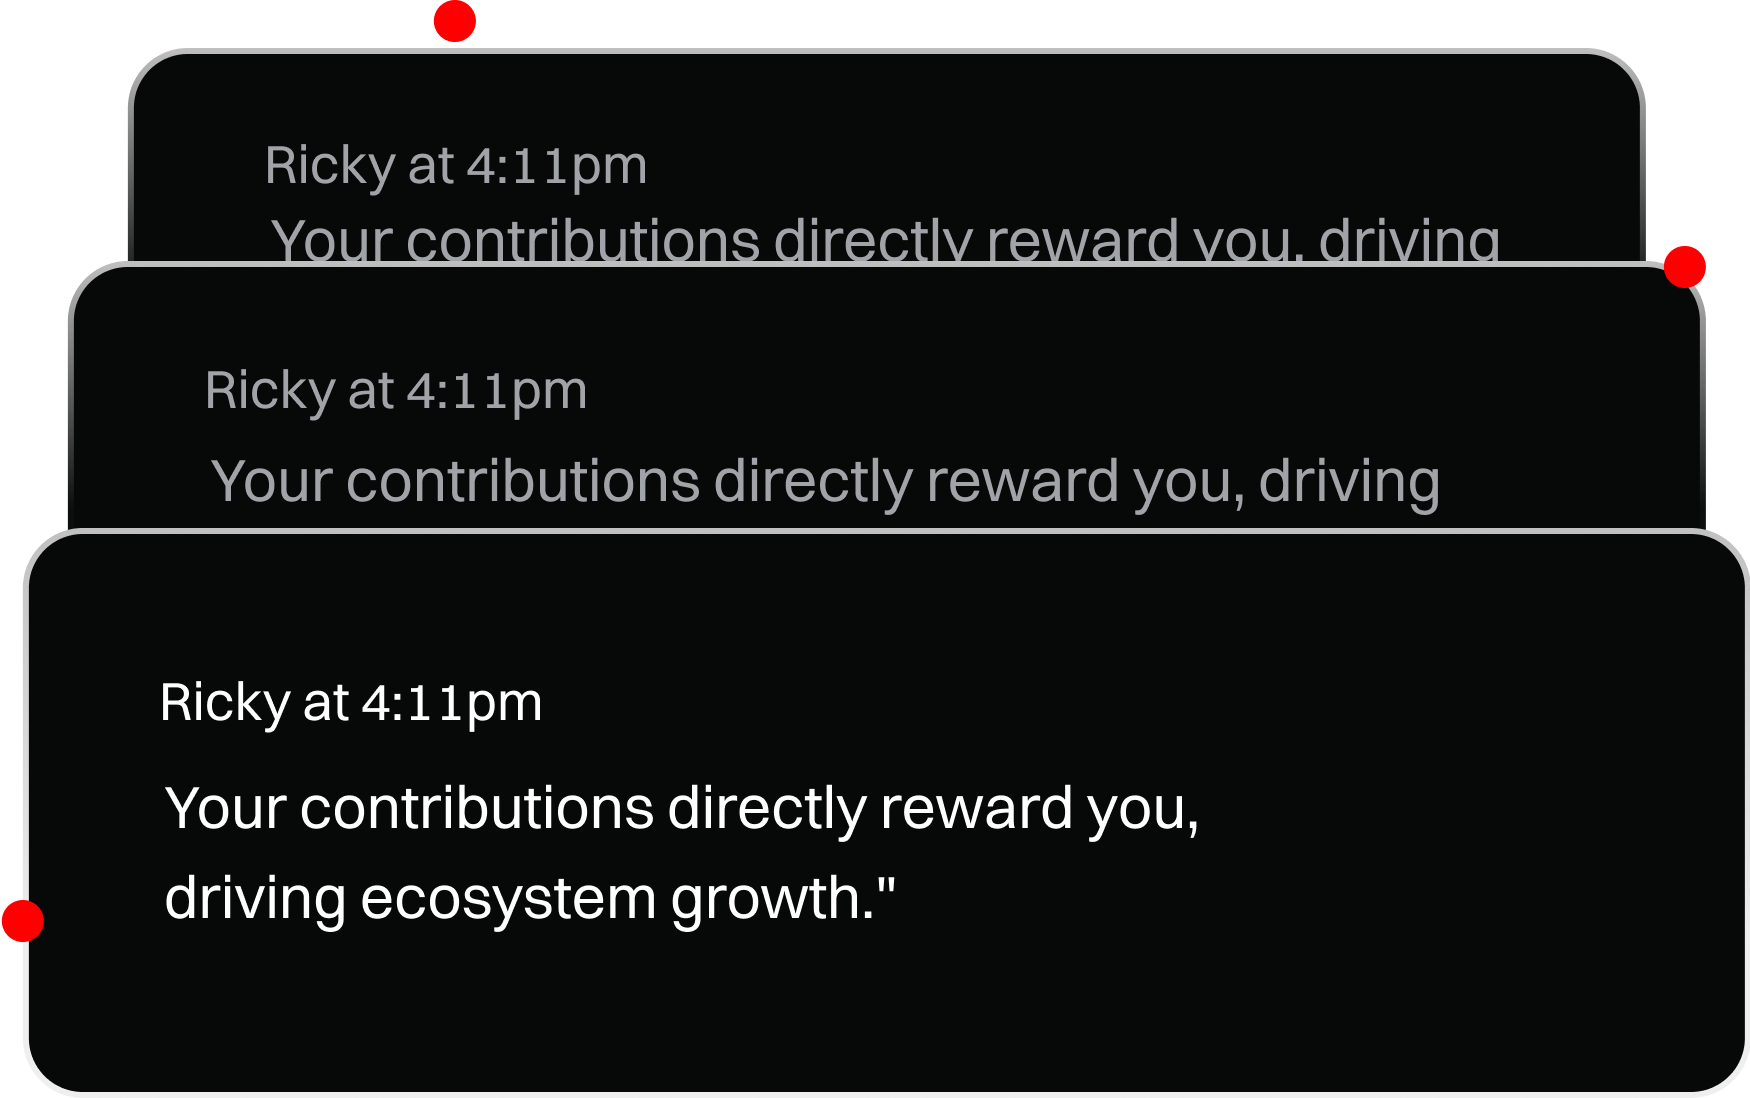 Ricky at 4:11pm
Your contributions directly reward you, driving
Ricky at 4:11pm
Your contributions directly reward you, driving
Ricky at 4:11pm
Your contributions directly reward you,
driving ecosystem growth."